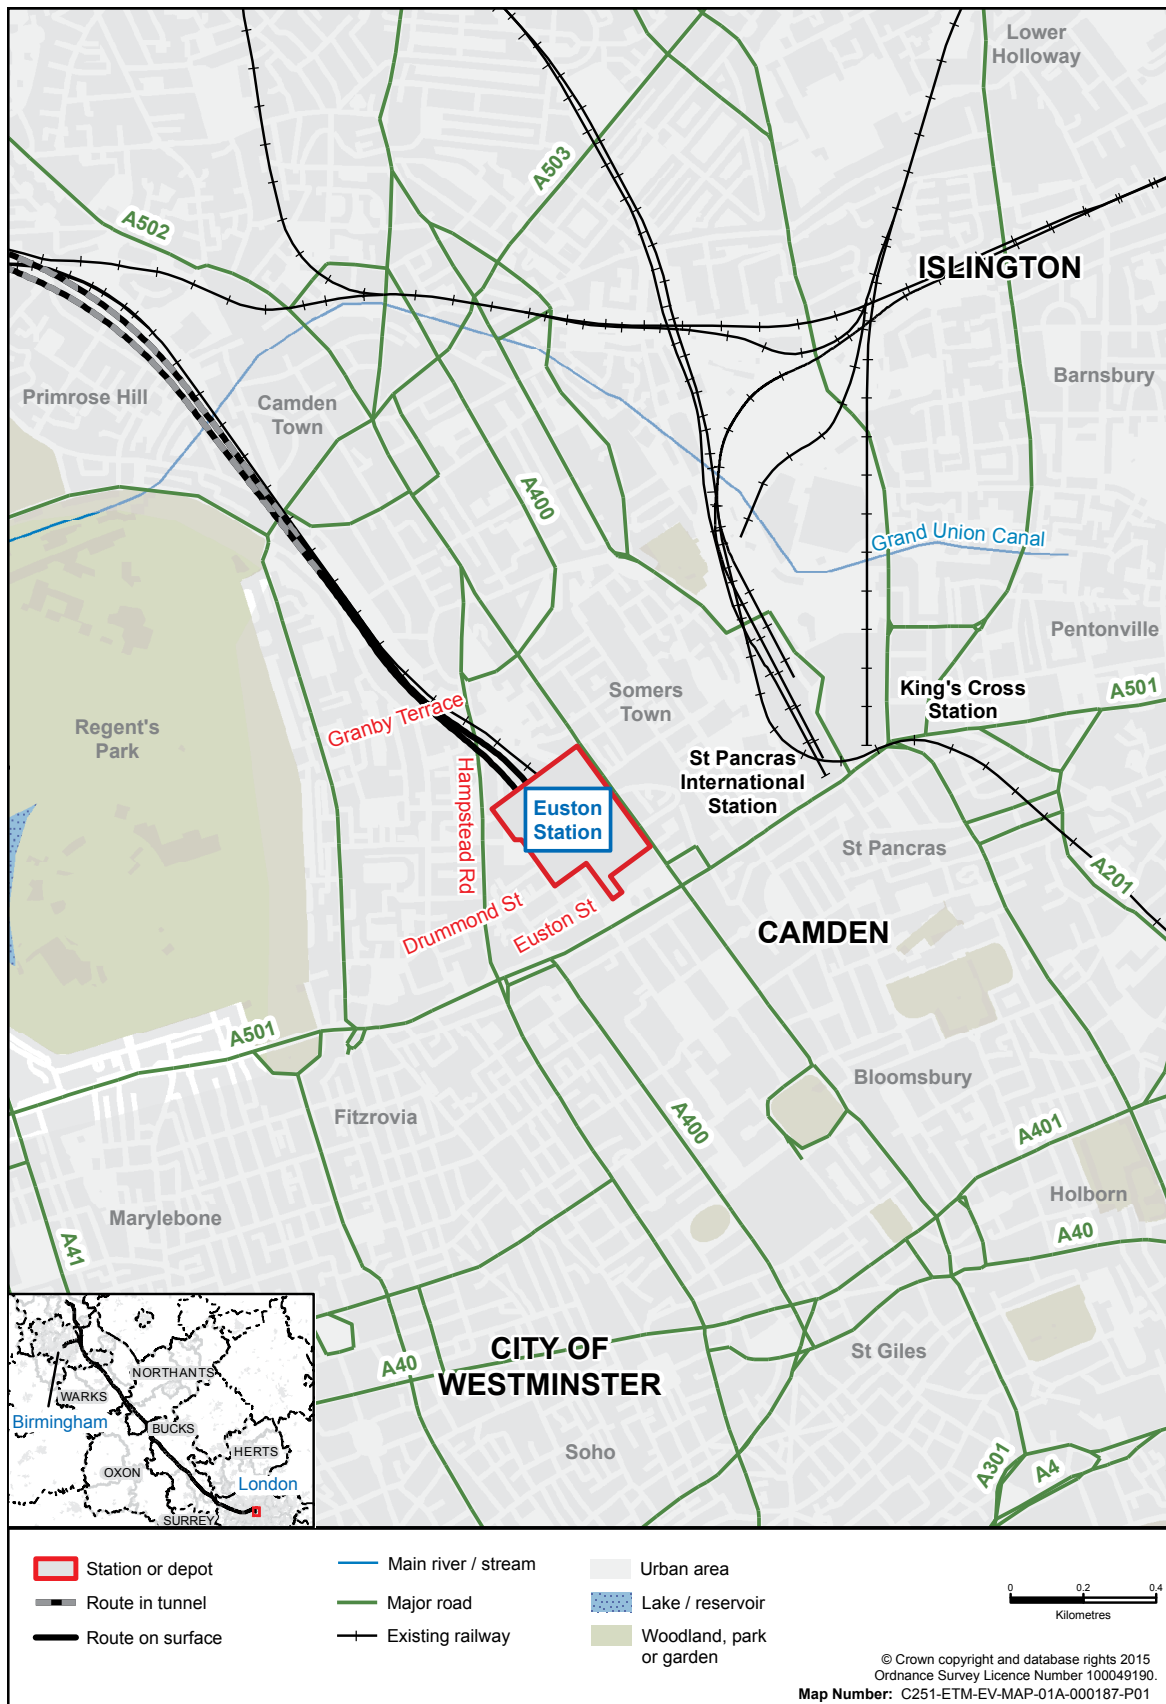 Lower
Holloway
A503
A502
ISLINGTON
Primrose Hill
Camden
Town
Barnsbury
A400
Grand Union Canal
Pentonville
Somers
Town
King's Cross
Station
A501
Regent's
Park
Granby Terrace
St Pancras
International
Station
Hampstead Rd
Euston
Station
St Pancras
A201
Drummond St
Euston St
CAMDEN
A501
Bloomsbury
Fitzrovia
A400
A401
Marylebone
Holborn
A41
A40
CITY OF
WESTMINSTER
St Giles
A40
Soho
A301
A4
NORTHANTS
WARKS
Birmingham
BUCKS
HERTS
OXON
London
SURREY
Station or depot
Route in tunnel
Route on surface
Main river / stream
Major road
Existing railway
Urban area
Lake / reservoir
Woodland, park
or garden
0 0.2 0.4
Kilometres
© Crown copyright and database rights 2015
Ordnance Survey Licence Number 100049190.
Map Number: C251-ETM-EV-MAP-01A-000187-P01